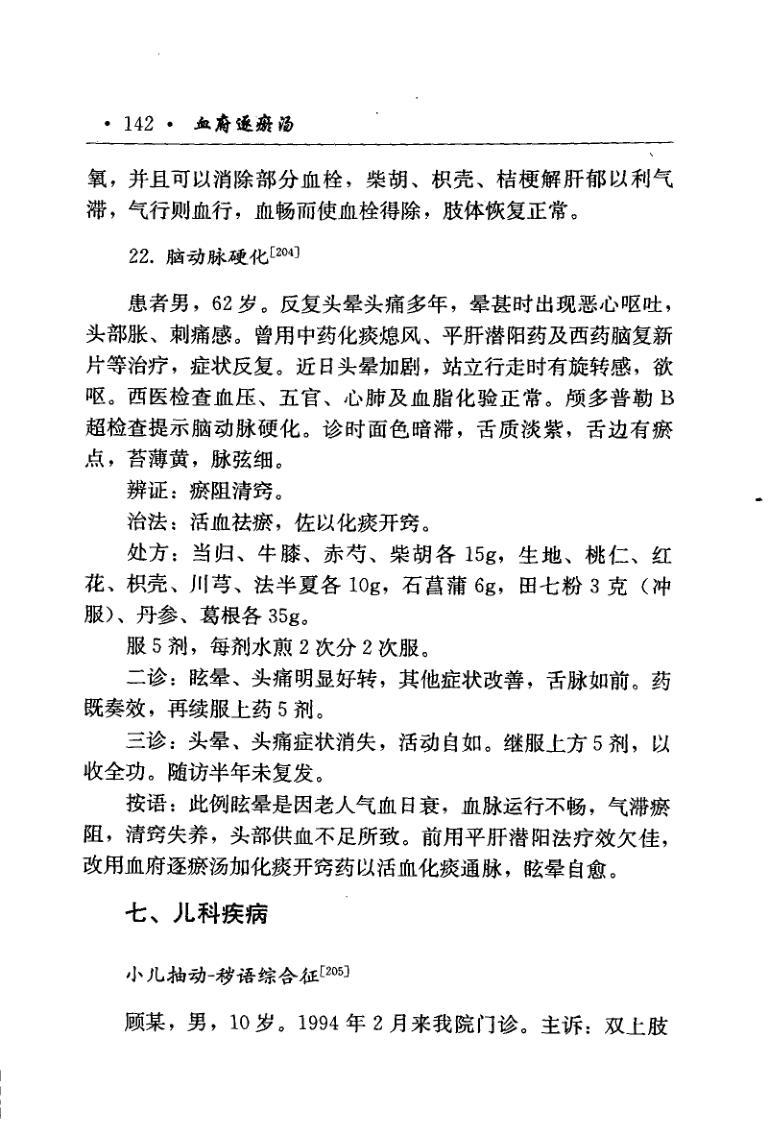 · 142 · 血府逐瘀汤
氧，并且可以消除部分血栓，柴胡、枳壳、桔梗解肝郁以利气
滞，气行则血行，血畅而使血栓得除，肢体恢复正常。
22. 脑动脉硬化[204]
患者男，62岁。反复头晕头痛多年，晕甚时出现恶心呕吐，
头部胀、刺痛感。曾用中药化痰熄风、平肝潜阳药及西药脑复新
片等治疗，症状反复。近日头晕加剧，站立行走时有旋转感，欲
呕。西医检查血压、五官、心肺及血脂化验正常。颅多普勒 B
超检查提示脑动脉硬化。诊时面色暗滞，舌质淡紫，舌边有瘀
点，苔薄黄，脉弦细。
辨证：瘀阻清窍。
治法：活血祛瘀，佐以化痰开窍。
处方：当归、牛膝、赤芍、柴胡各 15g，生地、桃仁、红
花、枳壳、川芎、法半夏各 10g，石菖蒲 6g，田七粉 3 克（冲
服）、丹参、葛根各 35g。
服 5 剂，每剂水煎 2 次分 2 次服。
二诊：眩晕、头痛明显好转，其他症状改善，舌脉如前。药
既奏效，再续服上药 5 剂。
三诊：头晕、头痛症状消失，活动自如。继服上方 5 剂，以
收全功。随访半年未复发。
按语：此例眩晕是因老人气血日衰，血脉运行不畅，气滞瘀
阻，清窍失养，头部供血不足所致。前用平肝潜阳法疗效欠佳，
改用血府逐瘀汤加化痰开窍药以活血化痰通脉，眩晕自愈。
七、儿科疾病
小儿抽动-秽语综合征[205]
顾某，男，10 岁。1994 年 2 月来我院门诊。主诉：双上肢